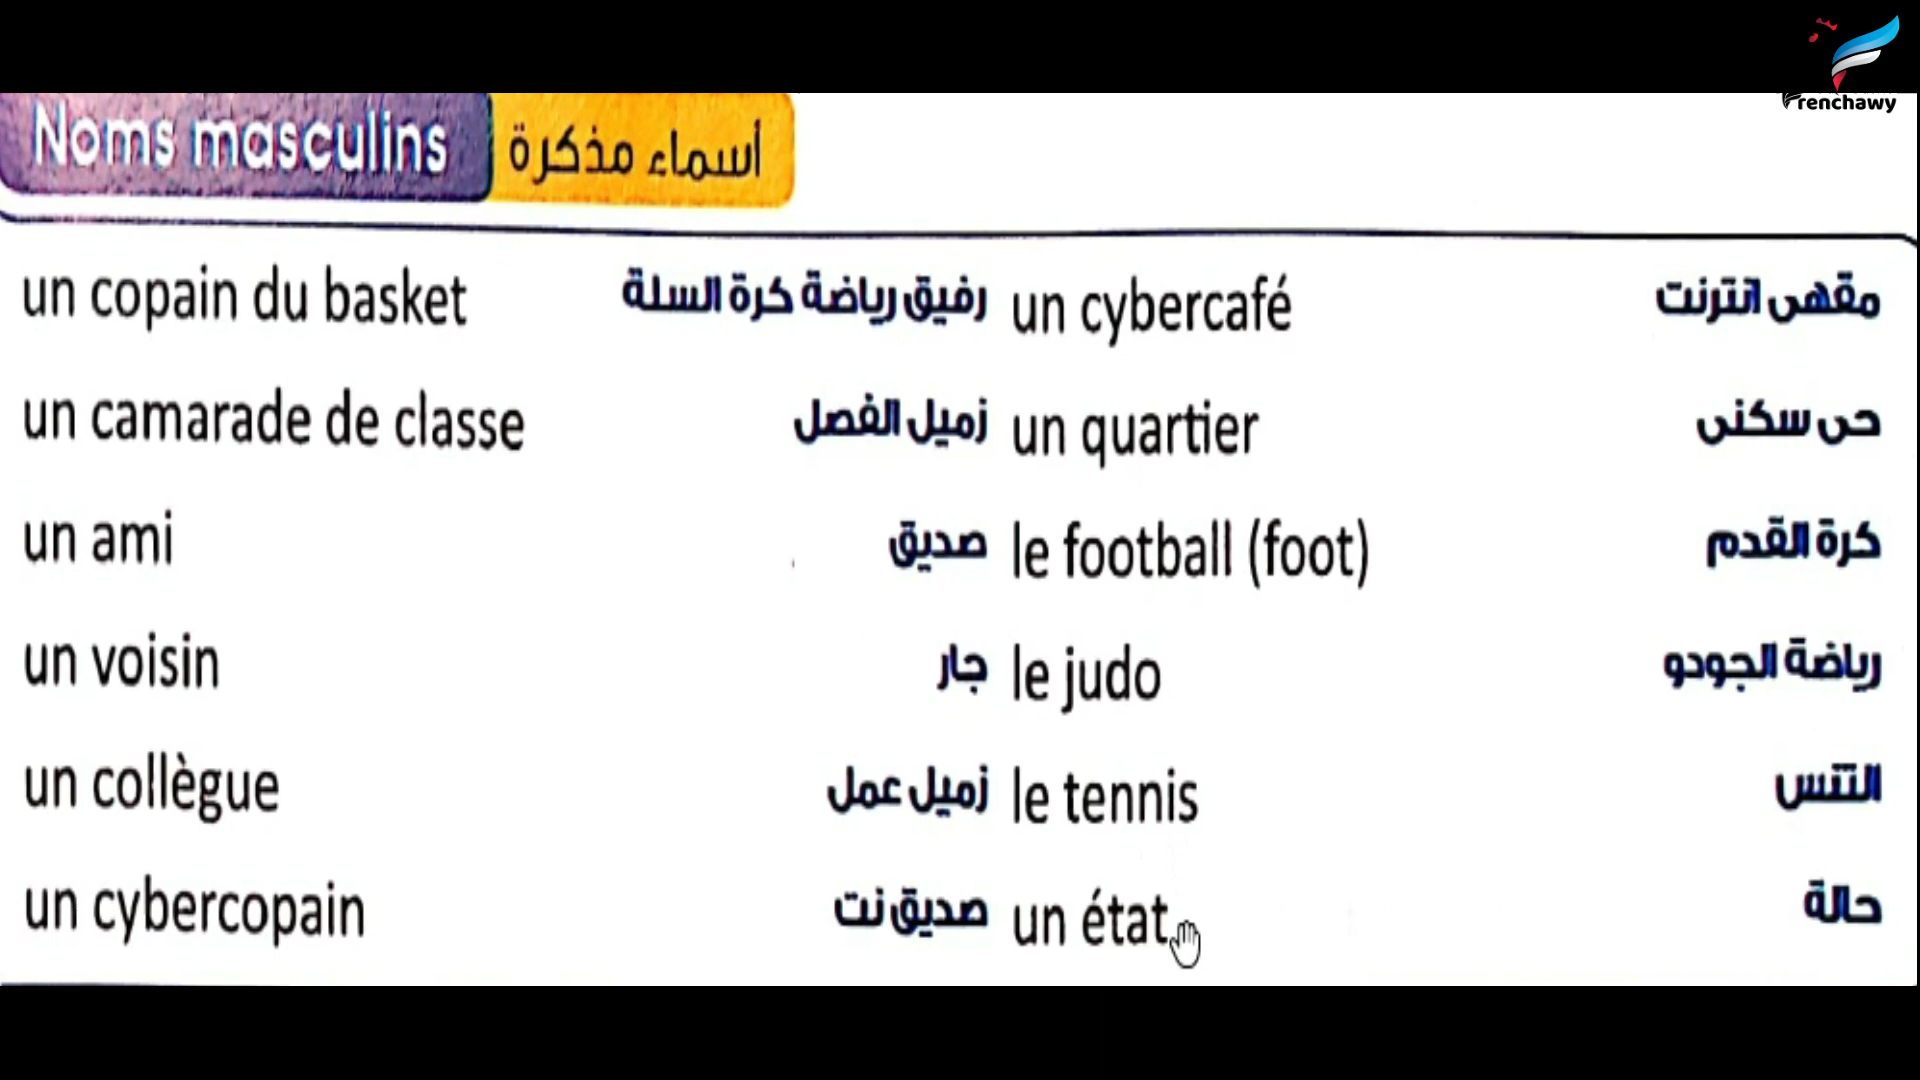 Frenchawy
Noms masculins أسماء مذكرة
un copain du basket رفيق رياضة كرة السلة un cybercafé مقهى انترنت
un camarade de classe زميل الفصل un quartier حى سكنى
un ami صديق le football (foot) كرة القدم
un voisin جار le judo رياضة الجودو
un collègue زميل عمل le tennis التنس
un cybercopain صديق نت un état حالة